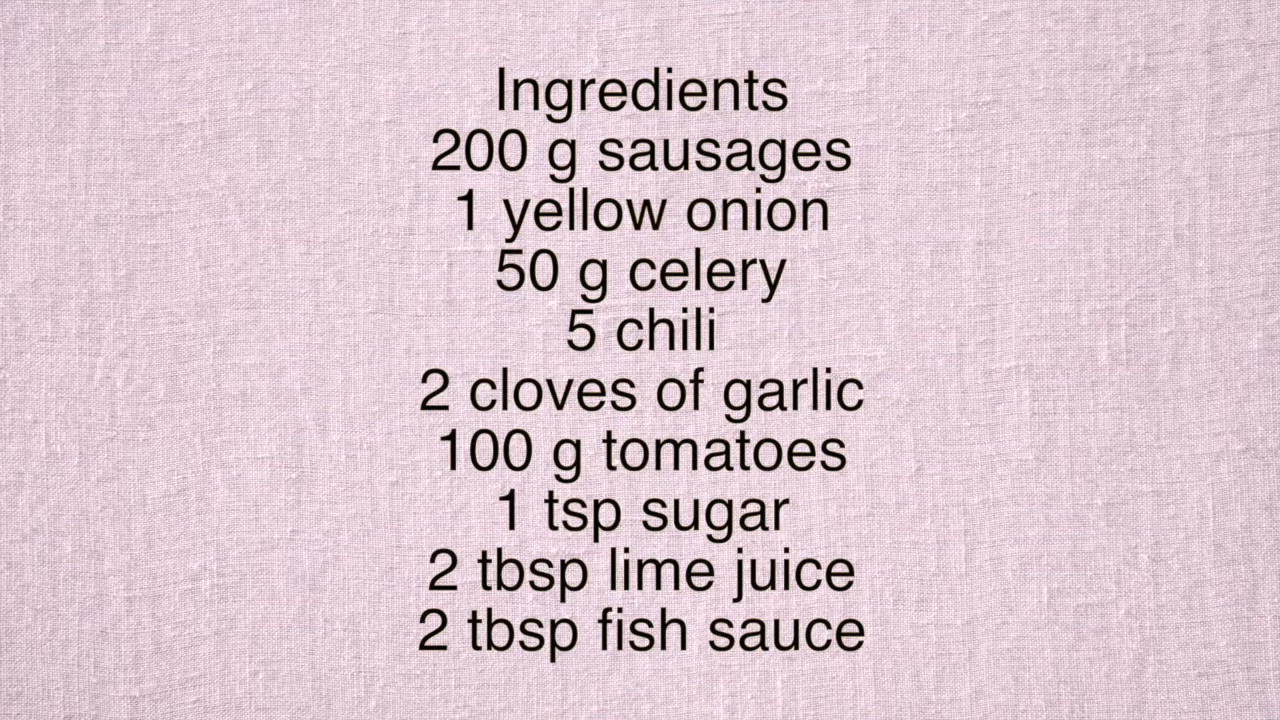 Ingredients
200 g sausages
1 yellow onion
50 g celery
5 chili
2 cloves of garlic
100 g tomatoes
1 tsp sugar
2 tbsp lime juice
2 tbsp fish sauce